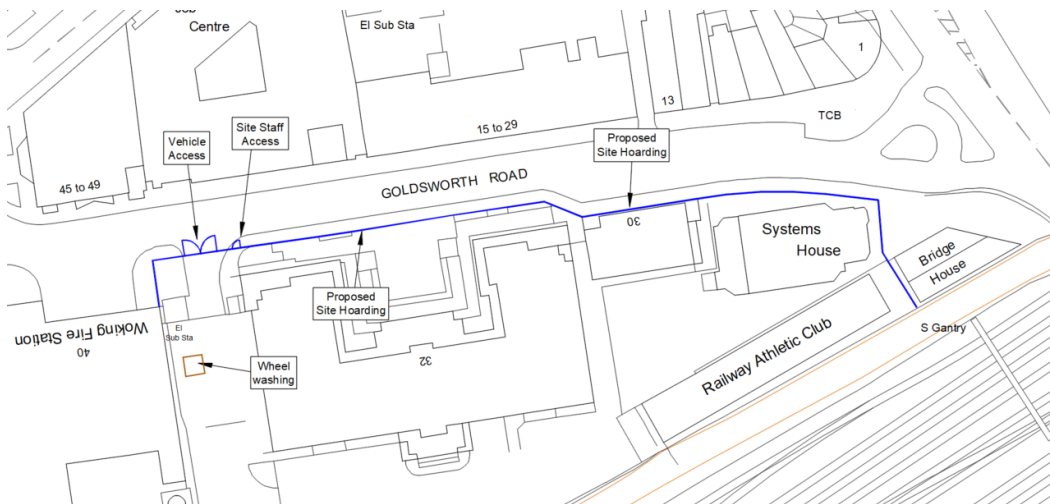 Centre
El Sub Sta
1
13
TCB
15 to 29
Proposed
Site Hoarding
Site Staff
Access
Vehicle
Access
45 to 49
GOLDSWORTH ROAD
30
Systems
House
Bridge
House
Proposed
Site Hoarding
Woking Fire Station
40
El
Sub Sta
Wheel
washing
32
Railway Athletic Club
S Gantry